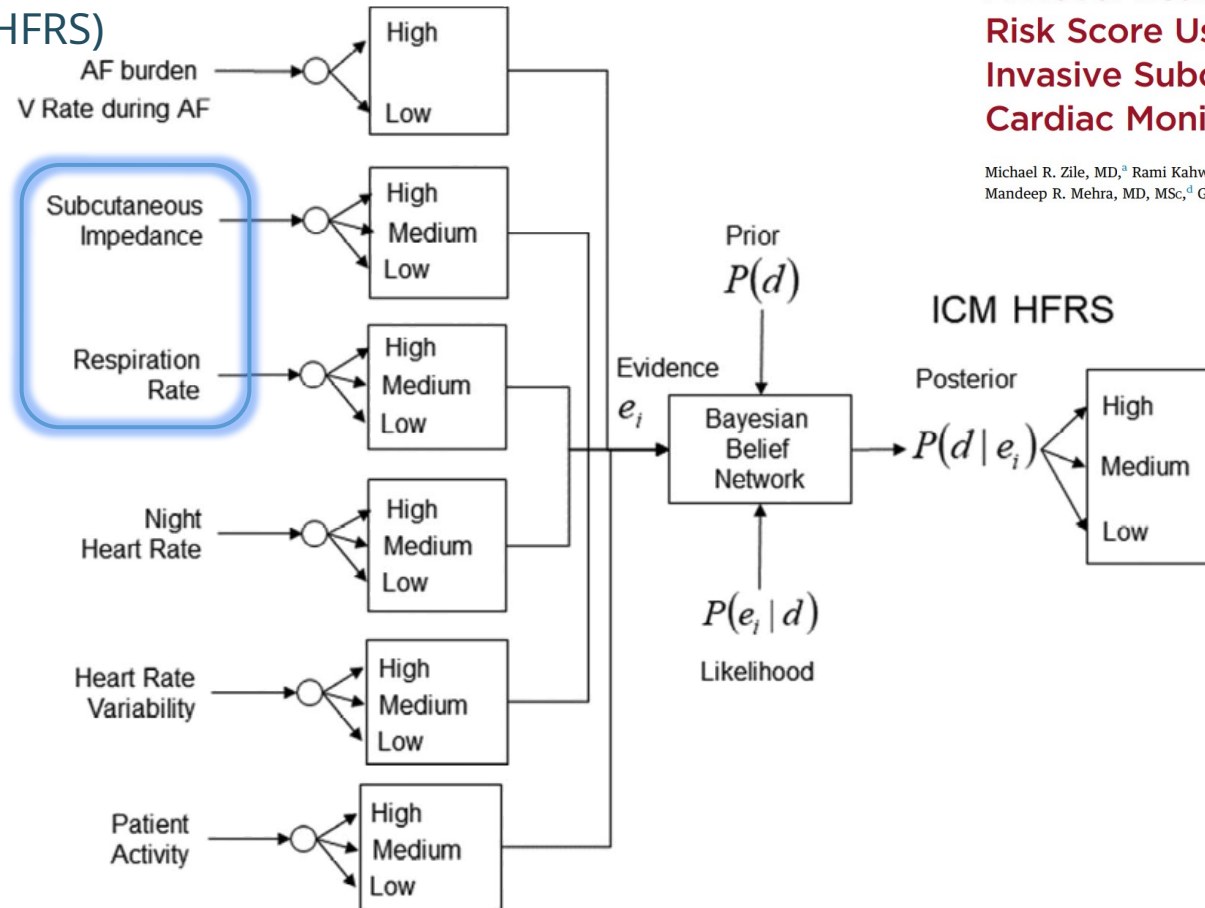 HFRS)
AF burden
V Rate during AF
High
Low
Subcutaneous
Impedance
High
Medium
Low
Respiration
Rate
High
Medium
Low
Night
Heart Rate
High
Medium
Low
Heart Rate
Variability
High
Medium
Low
Patient
Activity
High
Medium
Low
Evidence
e_i
Prior
P(d)
Bayesian
Belief
Network
P(e_i | d)
Likelihood
ICM HFRS
Posterior
P(d | e_i)
High
Medium
Low
Risk Score Us
Invasive Subc
Cardiac Moni
Michael R. Zile, MD,ᵃ Rami Kahw
Mandeep R. Mehra, MD, MSc,ᵈ G